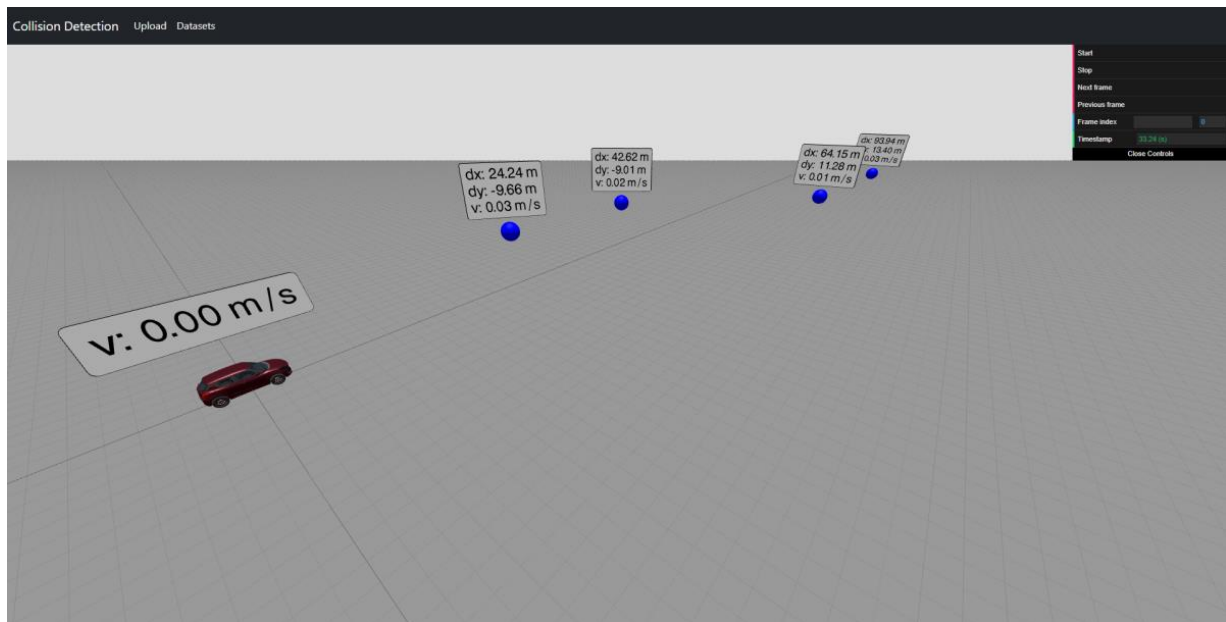 Collision Detection Upload Datasets
Start
Stop
Next frame
Previous frame
Frame index 0
Timestamp 33.24 (s)
Close Controls
dx: 93.94 m
: 13.40 m
0.03 m/s
dx: 64.15 m
dy: 11.28 m
v: 0.01 m/s
dx: 42.62 m
dy: -9.01 m
v: 0.02 m/s
dx: 24.24 m
dy: -9.66 m
v: 0.03 m/s
v: 0.00 m/s